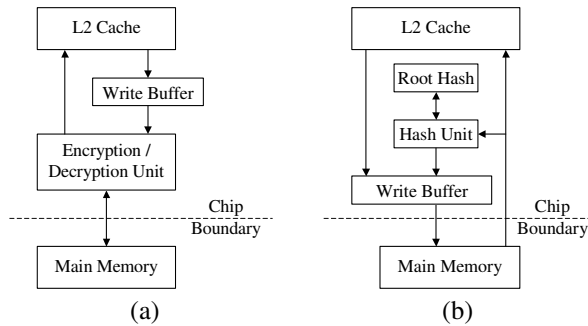 L2 Cache
Write Buffer
Encryption /
Decryption Unit
Chip
Boundary
Main Memory
(a)
L2 Cache
Root Hash
Hash Unit
Write Buffer
Chip
Boundary
Main Memory
(b)